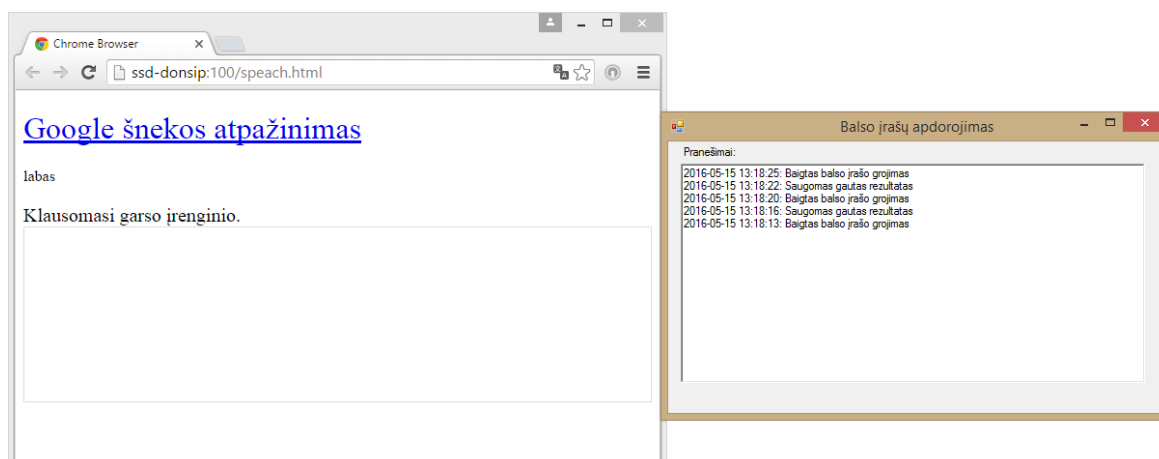 Chrome Browser
ssd-donsip:100/speach.html
Google šnekos atpažinimas
labas
Klausomasi garso įrenginio.
Balso įrašų apdorojimas
Pranešimai:
2016-05-15 13:18:25: Baigtas balso įrašo grojimas
2016-05-15 13:18:22: Saugomas gautas rezultatas
2016-05-15 13:18:20: Baigtas balso įrašo grojimas
2016-05-15 13:18:16: Saugomas gautas rezultatas
2016-05-15 13:18:13: Baigtas balso įrašo grojimas